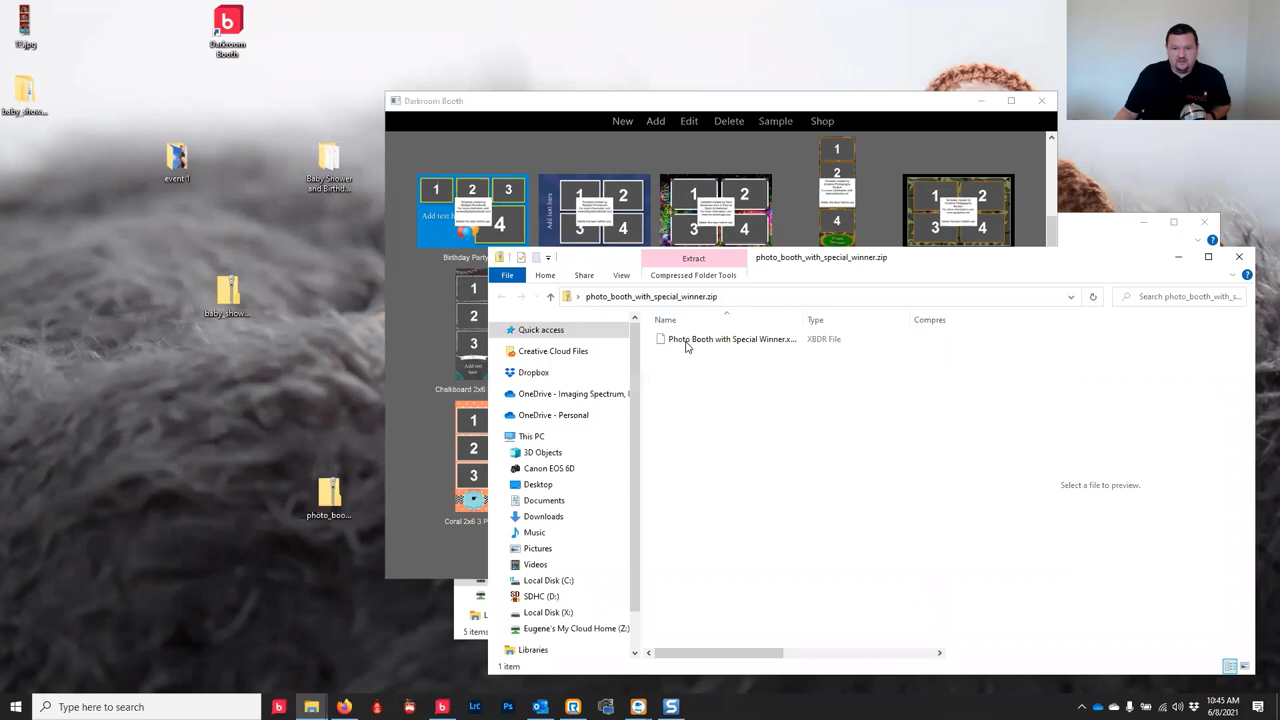 12.jpg
Darkroom Booth
baby_show...
event 1
Baby Shower and Birthd...
baby_show...
photo_boo...
Darkroom Booth
New Add Edit Delete Sample Shop
Birthday Party
Add text here
Chalkboard 2x6
Coral 2x6 3 P
5 items
Extract
photo_booth_with_special_winner.zip
File Home Share View Compressed Folder Tools
photo_booth_with_special_winner.zip
Search photo_booth_with_s...
Name Type Compres
Photo Booth with Special Winner.x... XBDR File
Quick access
Creative Cloud Files
Dropbox
OneDrive - Imaging Spectrum, I
OneDrive - Personal
This PC
3D Objects
Canon EOS 6D
Desktop
Documents
Downloads
Music
Pictures
Videos
Local Disk (C:)
SDHC (D:)
Local Disk (X:)
Eugene's My Cloud Home (Z:)
Libraries
Select a file to preview.
1 item
Type here to search
10:45 AM
6/8/2021